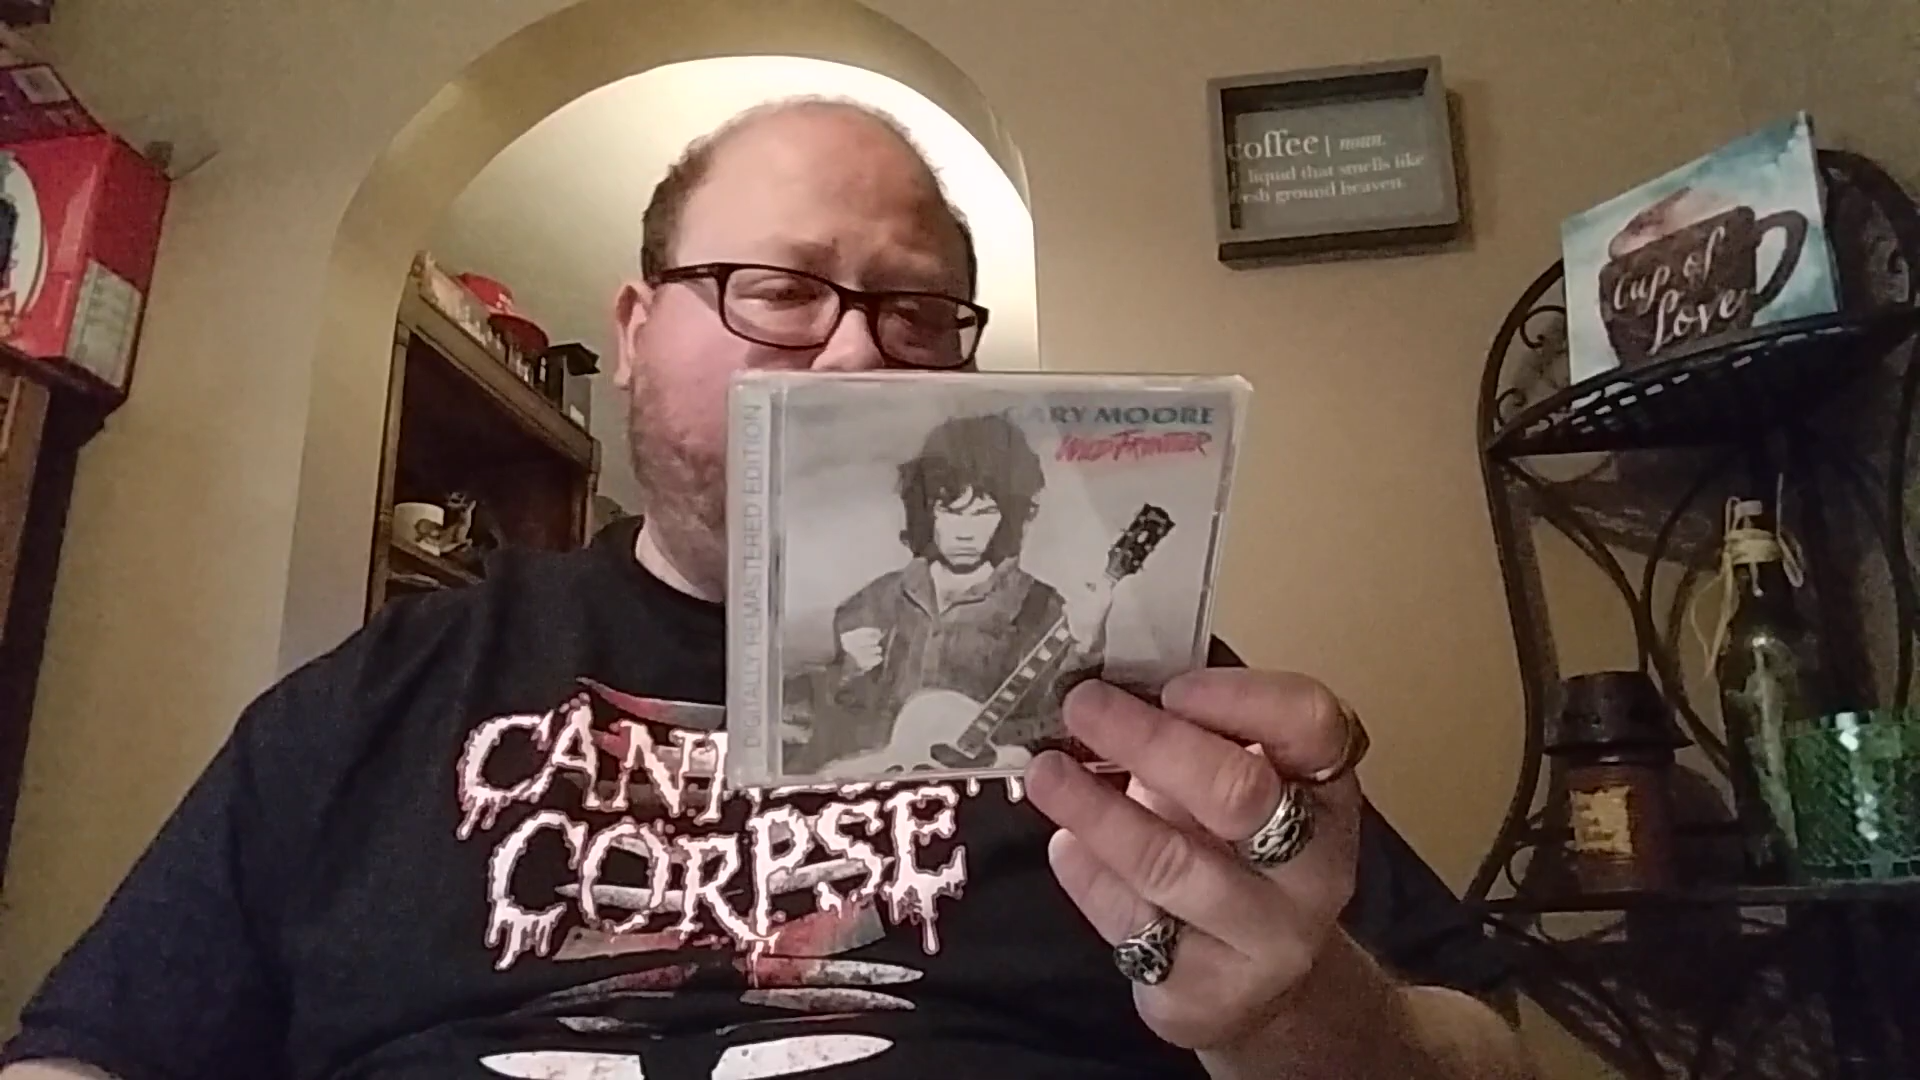 coffee | noun.
liquid that smells like
fresh ground heaven.
Cup of
Love
GARY MOORE
WILD FRONTIER
DIGITALLY REMASTERED EDITION
CORPSE